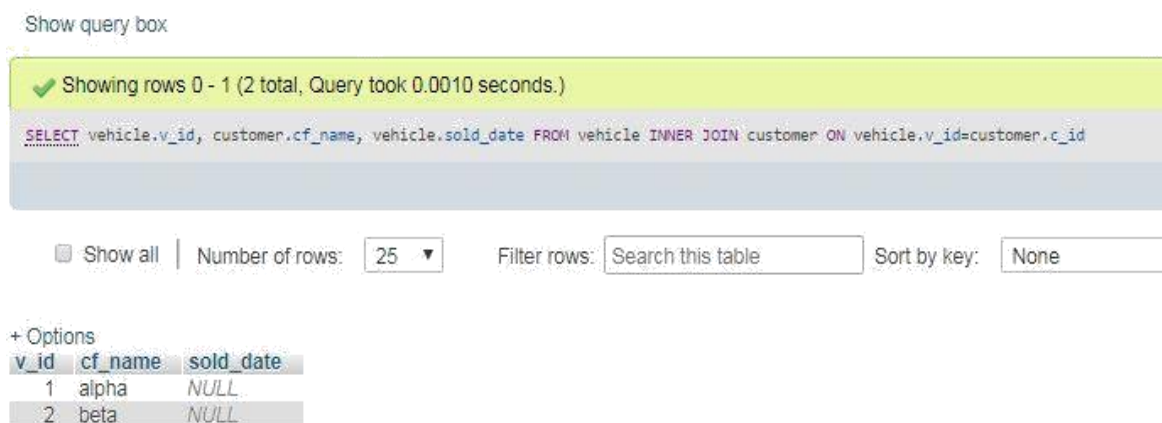 Show query box
Showing rows 0 - 1 (2 total, Query took 0.0010 seconds.)
SELECT vehicle.v_id, customer.cf_name, vehicle.sold_date FROM vehicle INNER JOIN customer ON vehicle.v_id=customer.c_id
Show all Number of rows: 25 Filter rows: Search this table Sort by key: None
+ Options
v_id cf_name sold_date
1 alpha NULL
2 beta NULL